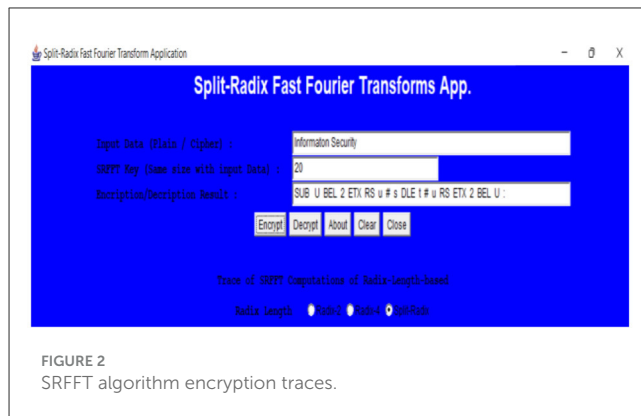 Split-Radix Fast Fourier Transform Application
Split-Radix Fast Fourier Transforms App.
Input Data (Plain / Cipher) : Informaton Security
SRFFT Key (Same size with Input Data) : 20
Encription/Decription Result : SUB U BEL 2 ETX RS u # s DLE t # u RS ETX 2 BEL U :
Encrypt Decrypt About Clear Close
Trace of SRFFT Computations of Radix-Length-based
Radix Length Radix-2 Radix-4 Split-Radix
FIGURE 2
SRFFT algorithm encryption traces.